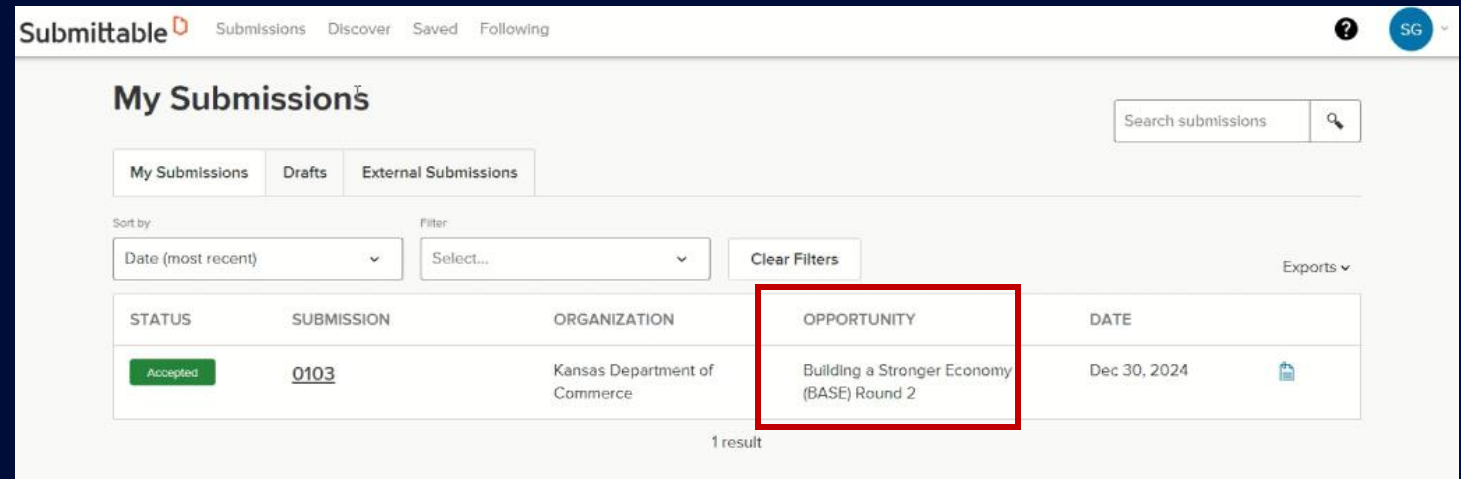 Submittable Submissions Discover Saved Following ? SG
My Submissions
Search submissions
My Submissions Drafts External Submissions
Sort by Filter
Date (most recent) Select... Clear Filters
Exports
STATUS SUBMISSION ORGANIZATION OPPORTUNITY DATE
Accepted 0103 Kansas Department of Building a Stronger Economy Dec 30, 2024
Commerce (BASE) Round 2
1 result